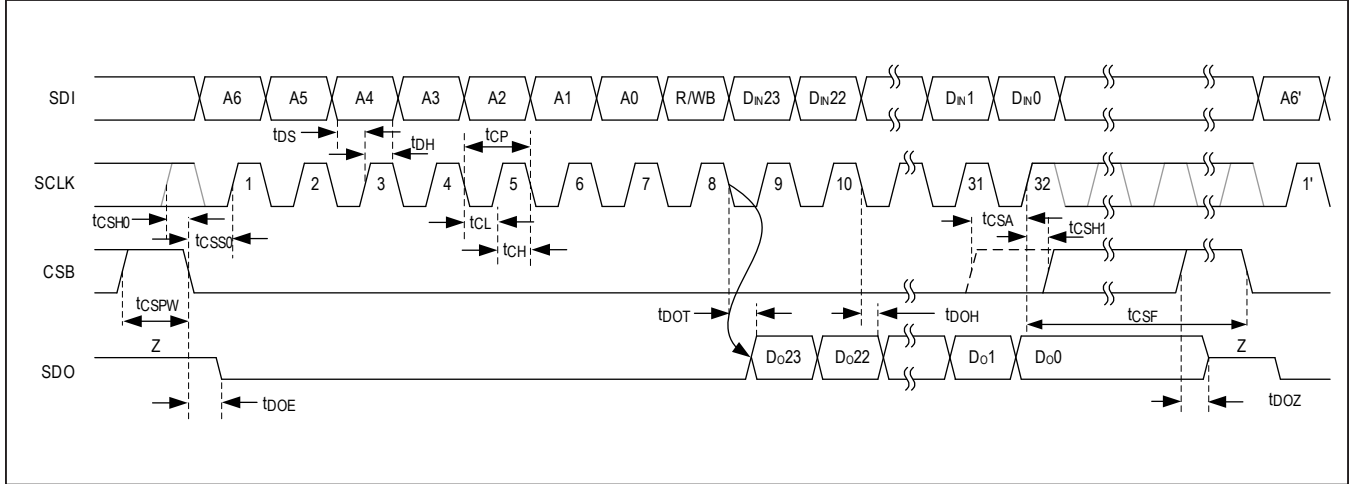 SDI A6 A5 A4 A3 A2 A1 A0 R/WB DIN23 DIN22 DIN1 DIN0 A6'
tDS tDH tCP
SCLK 1 2 3 4 5 6 7 8 9 10 31 32 1'
tCSH0 tCSS0 tCL tCH tCSA tCSH1
CSB
tCSPW tDOT tDOH tCSF
Z Z
SDO DO23 DO22 DO1 DO0
tDOE tDOZ